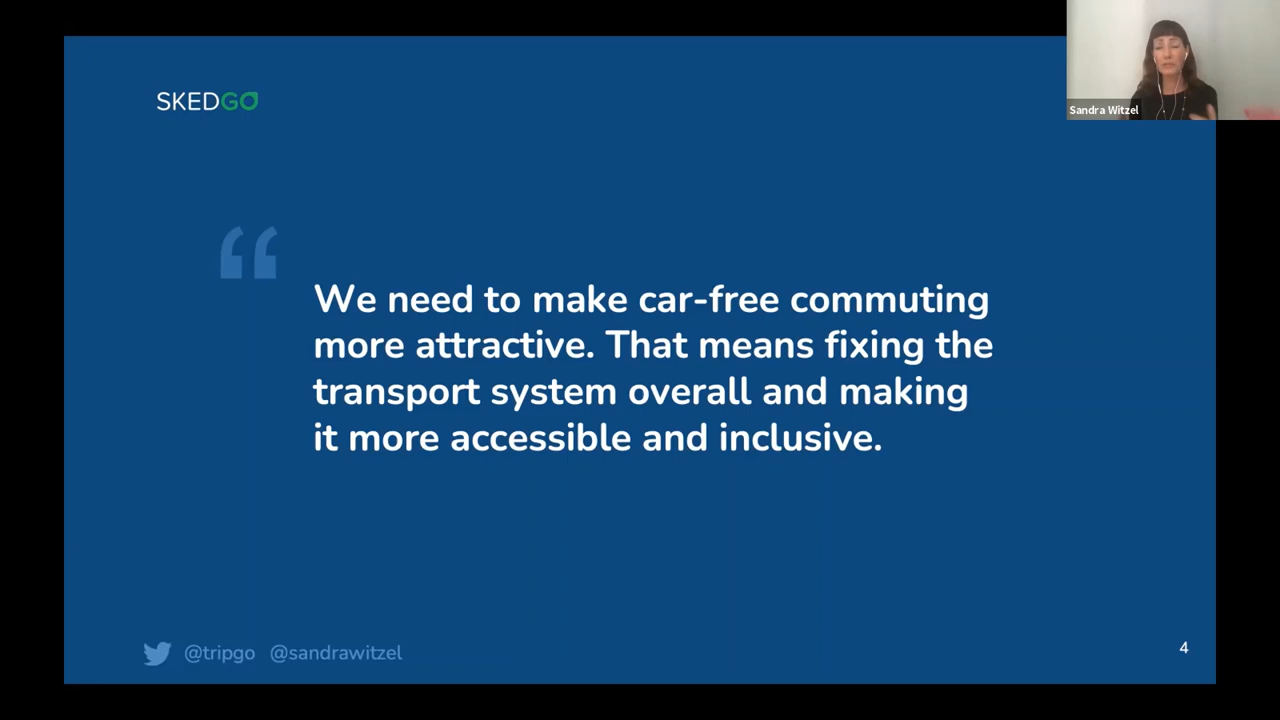 SKEDGO
Sandra Witzel
“
We need to make car-free commuting
more attractive. That means fixing the
transport system overall and making
it more accessible and inclusive.
@tripgo @sandrawitzel
4